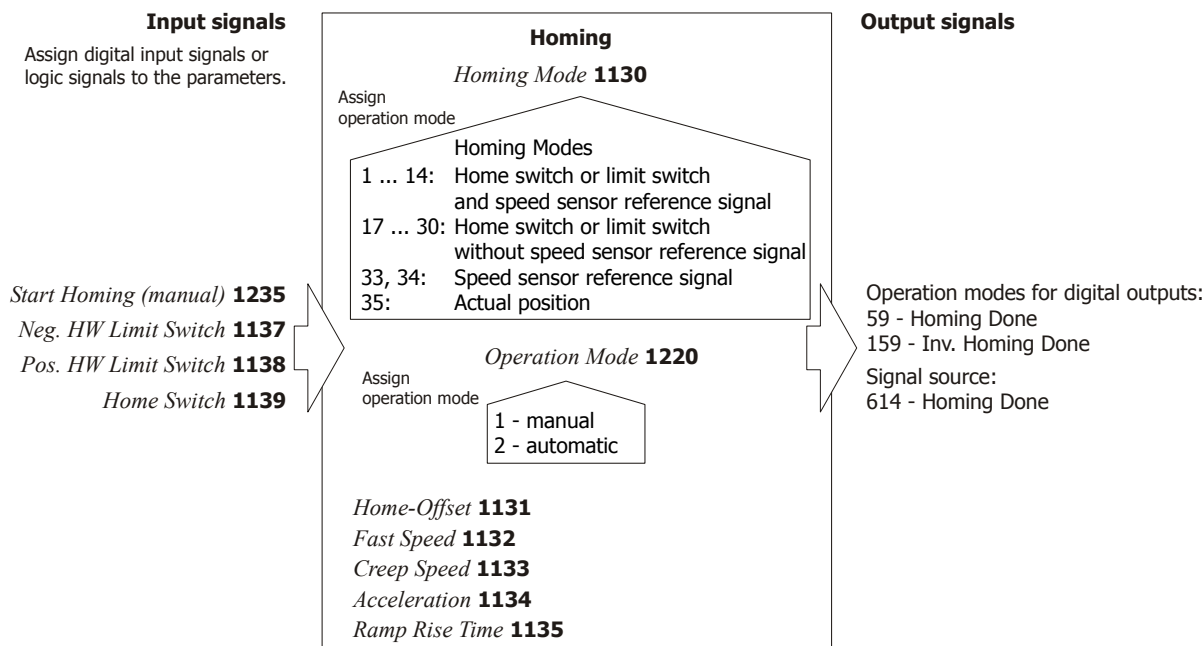 Input signals
Assign digital input signals or
logic signals to the parameters.
Start Homing (manual) 1235
Neg. HW Limit Switch 1137
Pos. HW Limit Switch 1138
Home Switch 1139
Homing
Homing Mode 1130
Assign
operation mode
Homing Modes
1 ... 14: Home switch or limit switch
and speed sensor reference signal
17 ... 30: Home switch or limit switch
without speed sensor reference signal
33, 34: Speed sensor reference signal
35: Actual position
Operation Mode 1220
Assign
operation mode
1 - manual
2 - automatic
Home-Offset 1131
Fast Speed 1132
Creep Speed 1133
Acceleration 1134
Ramp Rise Time 1135
Output signals
Operation modes for digital outputs:
59 - Homing Done
159 - Inv. Homing Done
Signal source:
614 - Homing Done